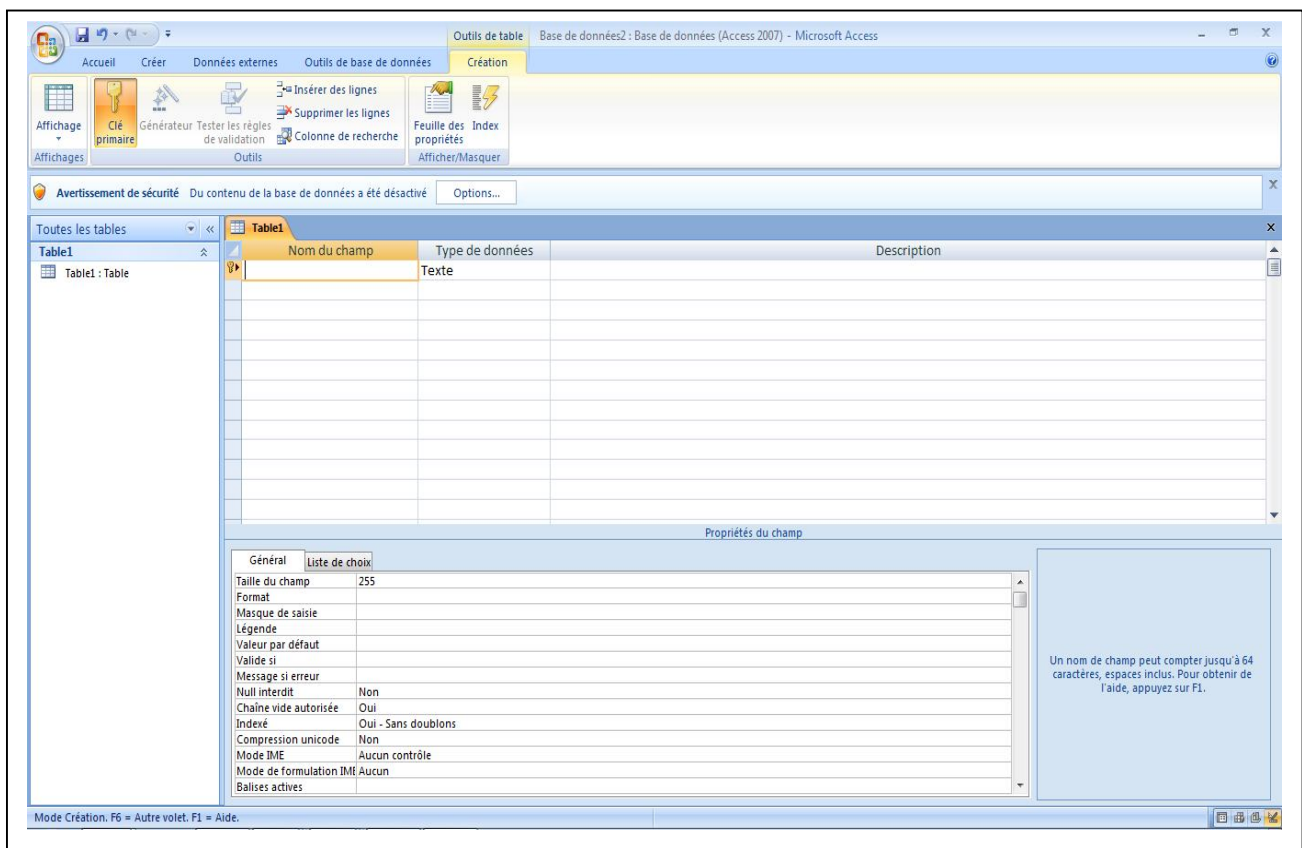 Outils de table Base de données2 : Base de données (Access 2007) - Microsoft Access
Accueil Créer Données externes Outils de base de données Création
Affichage
Clé primaire
Générateur
Tester les règles de validation
Insérer des lignes
Supprimer les lignes
Colonne de recherche
Feuille des propriétés
Index
Affichages Outils Afficher/Masquer
Avertissement de sécurité Du contenu de la base de données a été désactivé Options...
Toutes les tables
Table1
Table1 : Table
Table1
Nom du champ Type de données Description
Texte
Propriétés du champ
Général Liste de choix
Taille du champ 255
Format
Masque de saisie
Légende
Valeur par défaut
Valide si
Message si erreur
Null interdit Non
Chaîne vide autorisée Oui
Indexé Oui - Sans doublons
Compression unicode Non
Mode IME Aucun contrôle
Mode de formulation IME Aucun
Balises actives
Un nom de champ peut compter jusqu'à 64
caractères, espaces inclus. Pour obtenir de
l'aide, appuyez sur F1.
Mode Création. F6 = Autre volet. F1 = Aide.